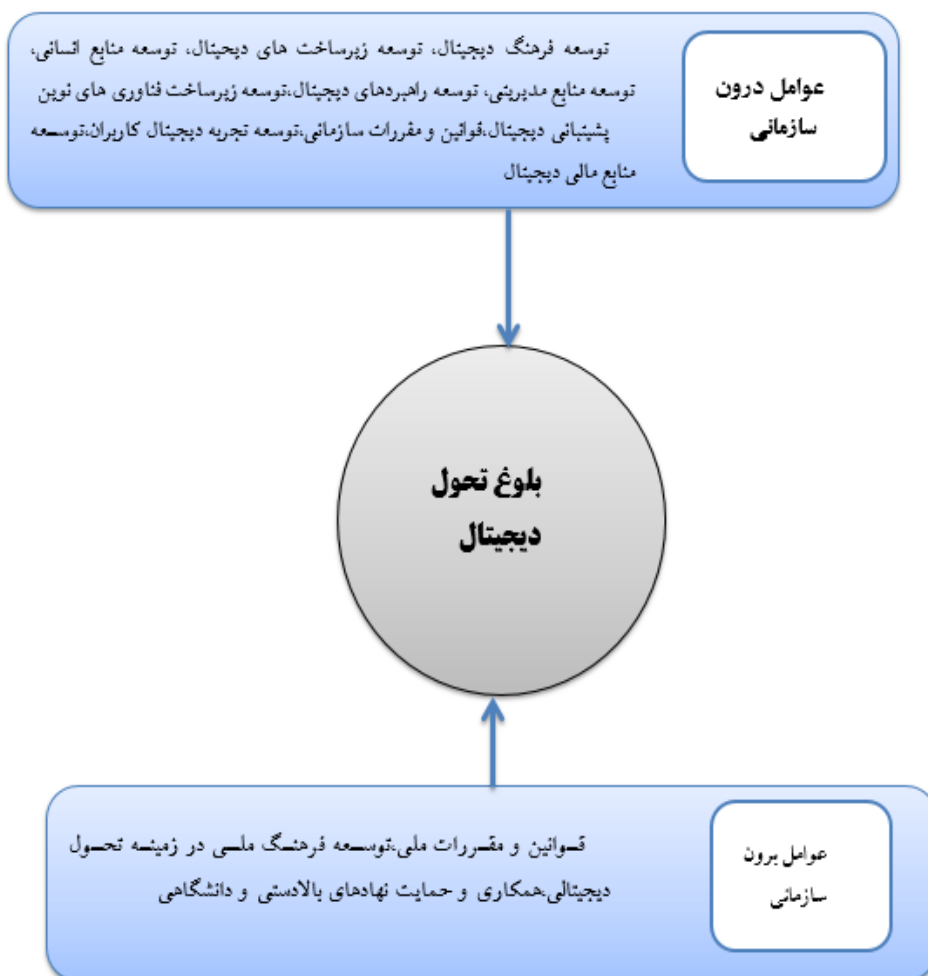 توسعه فرهنگ دیجیتال، توسعه زیرساخت های دیجیتال، توسعه منابع انسانی،
توسعه منابع مدیریتی، توسعه راهبردهای دیجیتال،توسعه زیرساخت فناوری های نوین
پشتیبانی دیجیتال،قوانین و مقررات سازمانی،توسعه تجربه دیجیتال کاربران،توسعه
منابع مالی دیجیتال
عوامل درون
سازمانی
بلوغ تحول
دیجیتال
قوانین و مقررات ملی،توسعه فرهنگ ملی در زمینه تحول
دیجیتالی،همکاری و حمایت نهادهای بالادستی و دانشگاهی
عوامل برون
سازمانی